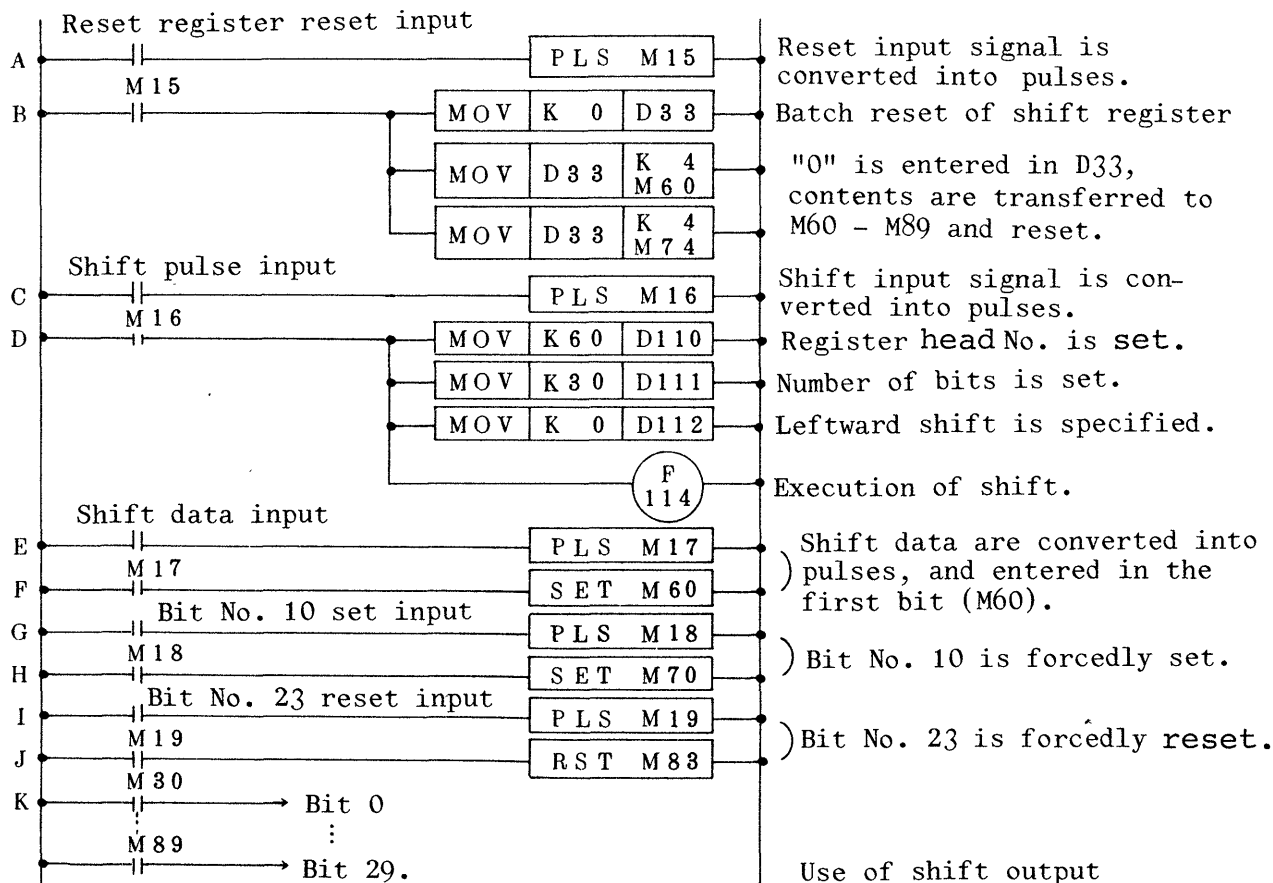 Reset register reset input
A PLS M15 Reset input signal is
converted into pulses.
M15
B MOV K 0 D33 Batch reset of shift register
MOV D33 K 4 M60 "0" is entered in D33,
contents are transferred to
MOV D33 K 4 M74 M60 - M89 and reset.
Shift pulse input
C PLS M16 Shift input signal is con-
verted into pulses.
M16
D MOV K60 D110 Register head No. is set.
MOV K30 D111 Number of bits is set.
MOV K 0 D112 Leftward shift is specified.
F 114 Execution of shift.
Shift data input
E PLS M17 Shift data are converted into
M17
pulses, and entered in the
F SET M60 first bit (M60).
Bit No. 10 set input
G PLS M18
M18
) Bit No. 10 is forcedly set.
H SET M70
Bit No. 23 reset input
I PLS M19
M19
) Bit No. 23 is forcedly reset.
J RST M83
M30
K Bit 0
M89
Bit 29. Use of shift output